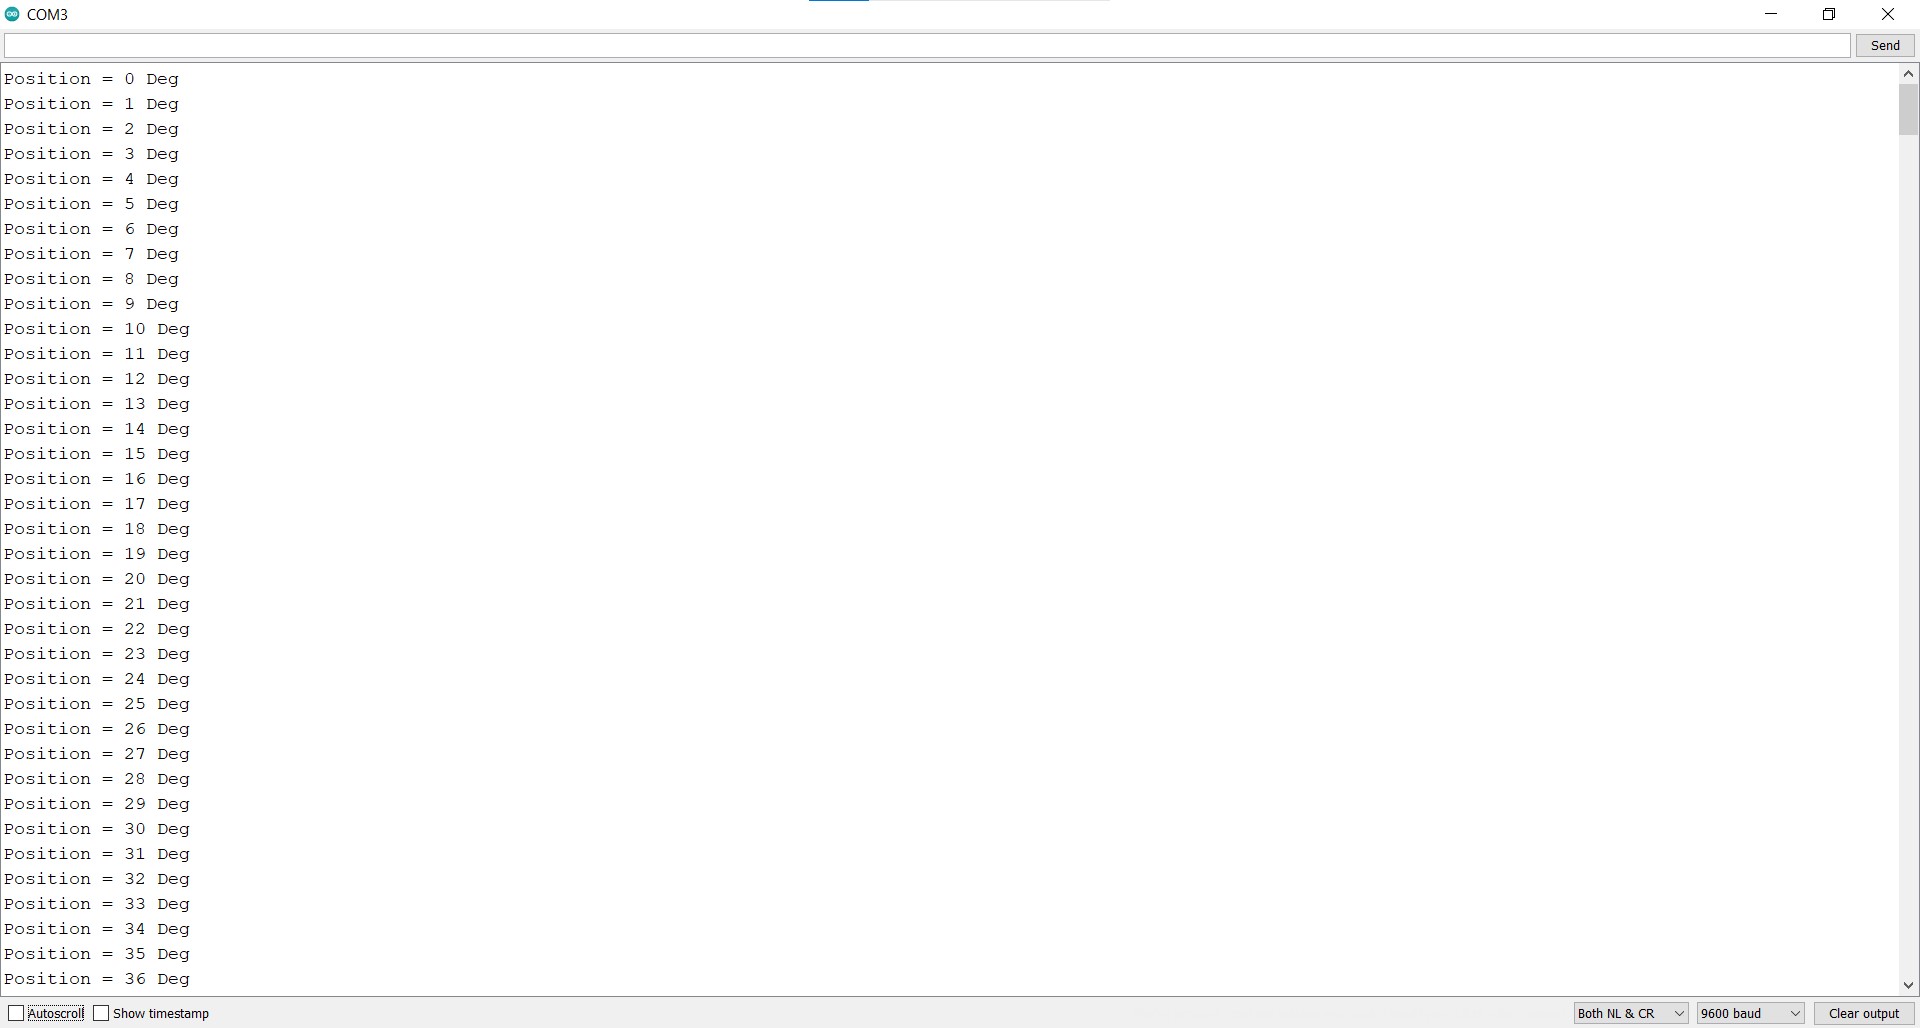 COM3
Send
Position = 0 Deg
Position = 1 Deg
Position = 2 Deg
Position = 3 Deg
Position = 4 Deg
Position = 5 Deg
Position = 6 Deg
Position = 7 Deg
Position = 8 Deg
Position = 9 Deg
Position = 10 Deg
Position = 11 Deg
Position = 12 Deg
Position = 13 Deg
Position = 14 Deg
Position = 15 Deg
Position = 16 Deg
Position = 17 Deg
Position = 18 Deg
Position = 19 Deg
Position = 20 Deg
Position = 21 Deg
Position = 22 Deg
Position = 23 Deg
Position = 24 Deg
Position = 25 Deg
Position = 26 Deg
Position = 27 Deg
Position = 28 Deg
Position = 29 Deg
Position = 30 Deg
Position = 31 Deg
Position = 32 Deg
Position = 33 Deg
Position = 34 Deg
Position = 35 Deg
Position = 36 Deg
Autoscroll Show timestamp Both NL & CR 9600 baud Clear output